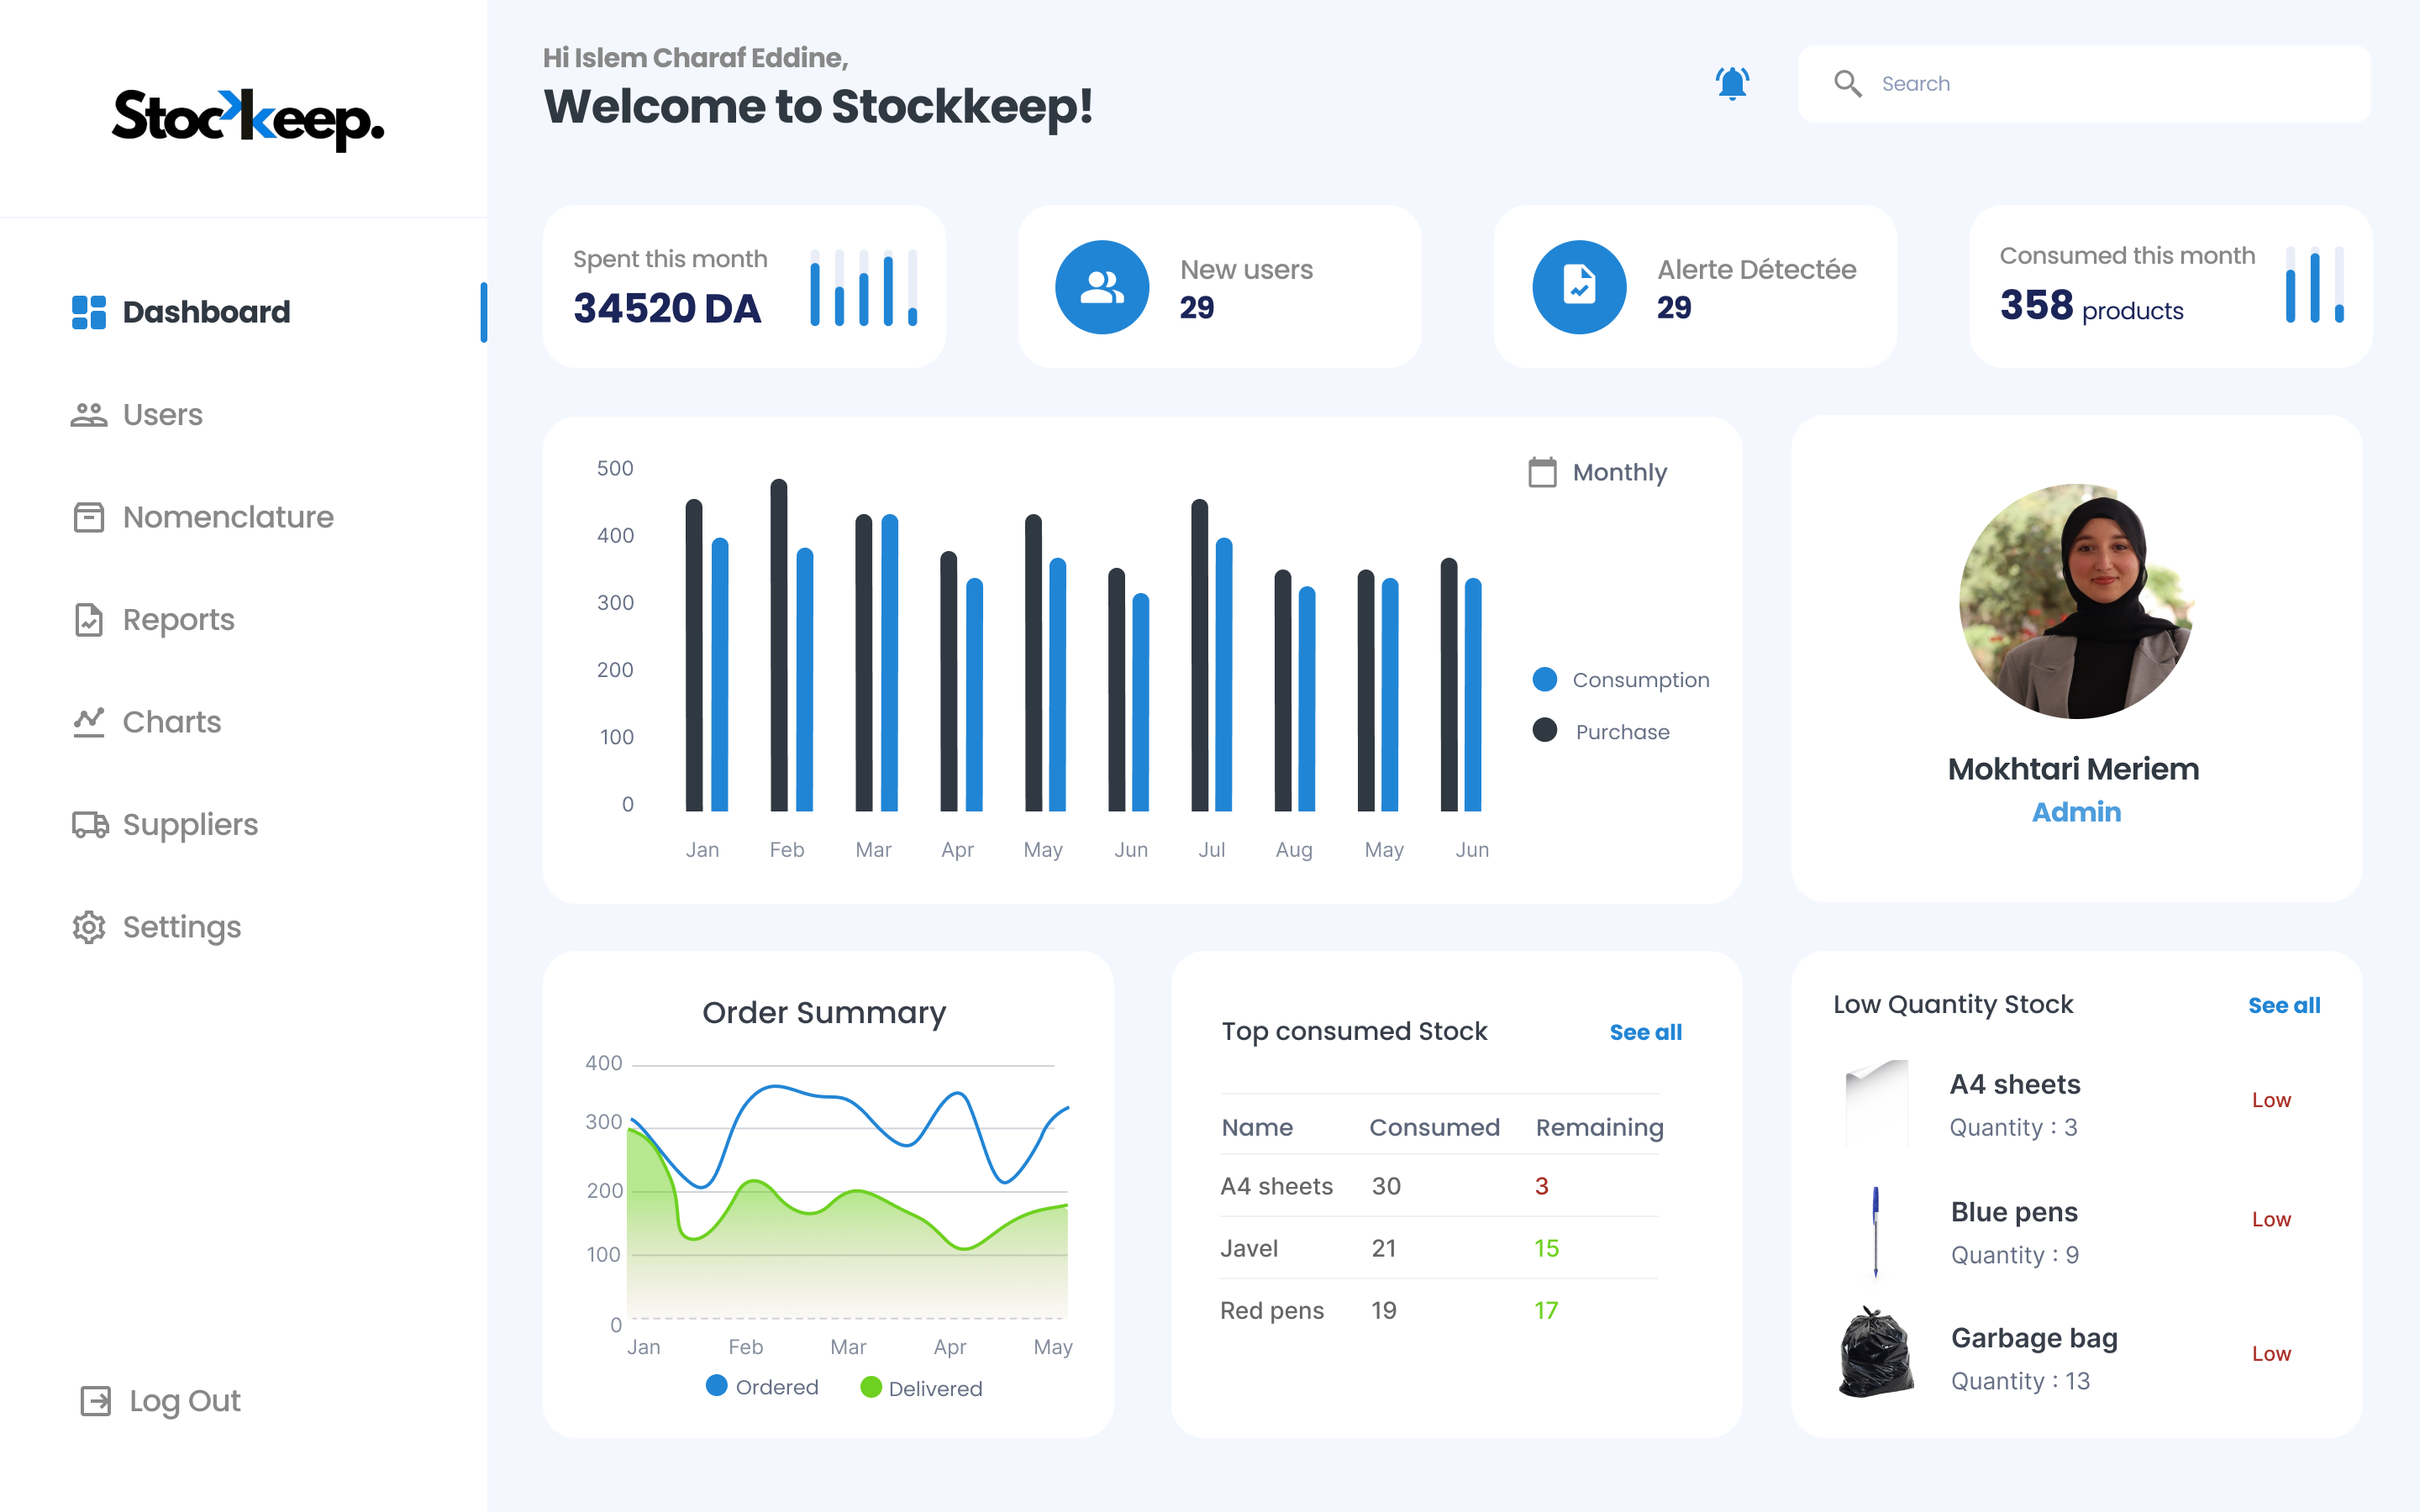 Stockkeep.
Dashboard
Users
Nomenclature
Reports
Charts
Suppliers
Settings
Log Out
Hi Islem Charaf Eddine,
Welcome to Stockkeep!
Search
Spent this month
34520 DA
New users
29
Alerte Détectée
29
Consumed this month
358 products
500
400
300
200
100
0
Jan Feb Mar Apr May Jun Jul Aug May Jun
Monthly
Consumption
Purchase
Mokhtari Meriem
Admin
Order Summary
400
300
200
100
0
Jan Feb Mar Apr May
Ordered Delivered
Top consumed Stock See all
Name Consumed Remaining
A4 sheets 30 3
Javel 21 15
Red pens 19 17
Low Quantity Stock See all
A4 sheets
Quantity : 3
Low
Blue pens
Quantity : 9
Low
Garbage bag
Quantity : 13
Low